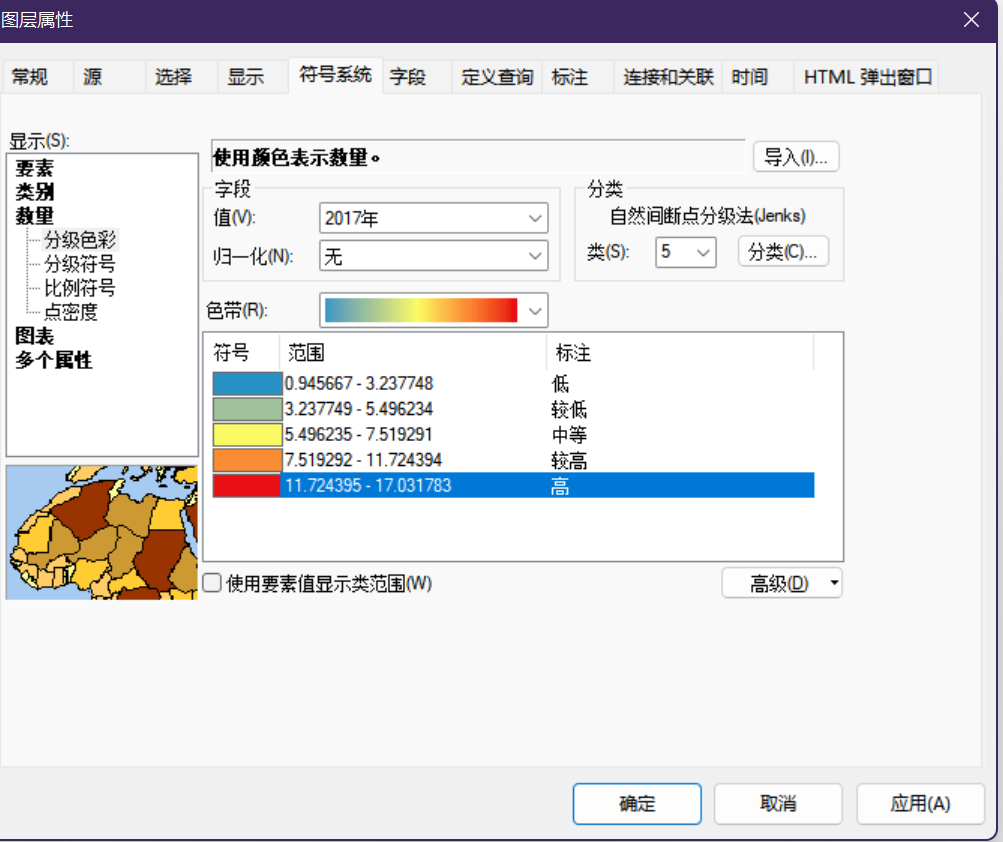 图层属性
常规 源 选择 显示 符号系统 字段 定义查询 标注 连接和关联 时间 HTML 弹出窗口
显示(S):
要素
类别
数量
分级色彩
分级符号
比例符号
点密度
图表
多个属性
使用颜色表示数量。
导入(I)...
字段
值(V): 2017年
归一化(N): 无
分类
自然间断点分级法(Jenks)
类(S): 5 分类(C)...
色带(R):
符号 范围 标注
0.945667 - 3.237748 低
3.237749 - 5.496234 较低
5.496235 - 7.519291 中等
7.519292 - 11.724394 较高
11.724395 - 17.031783 高
使用要素值显示类范围(W)
高级(D)
确定 取消 应用(A)